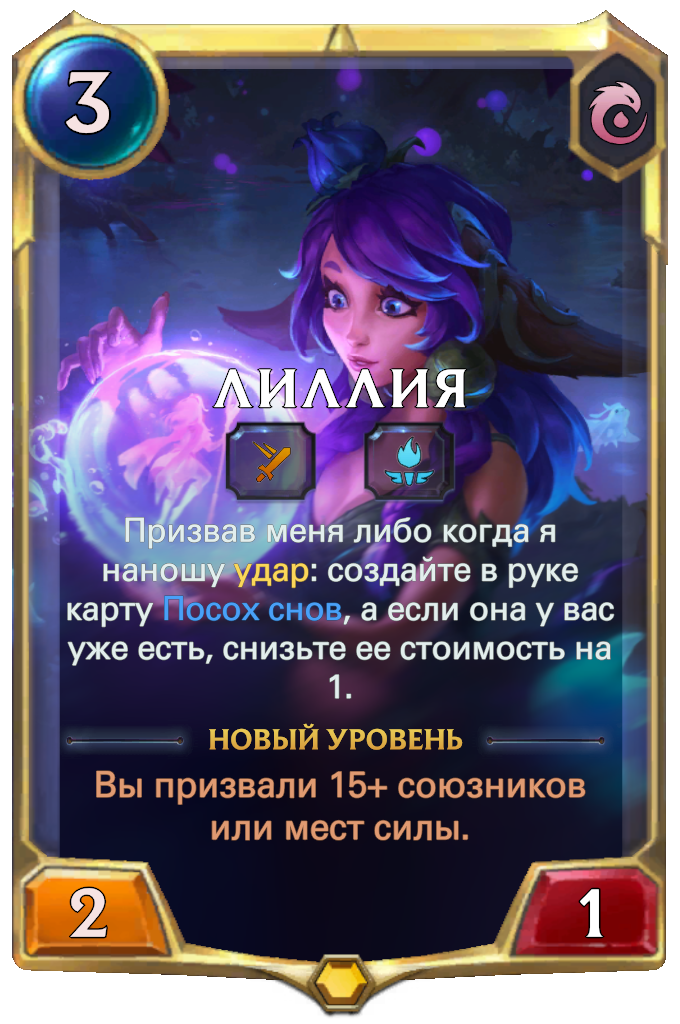 3
ЛИЛЛИЯ
Призвав меня либо когда я
наношу удар: создайте в руке
карту Посох снов, а если она у вас
уже есть, снизьте ее стоимость на
1.
НОВЫЙ УРОВЕНЬ
Вы призвали 15+ союзников
или мест силы.
2
1